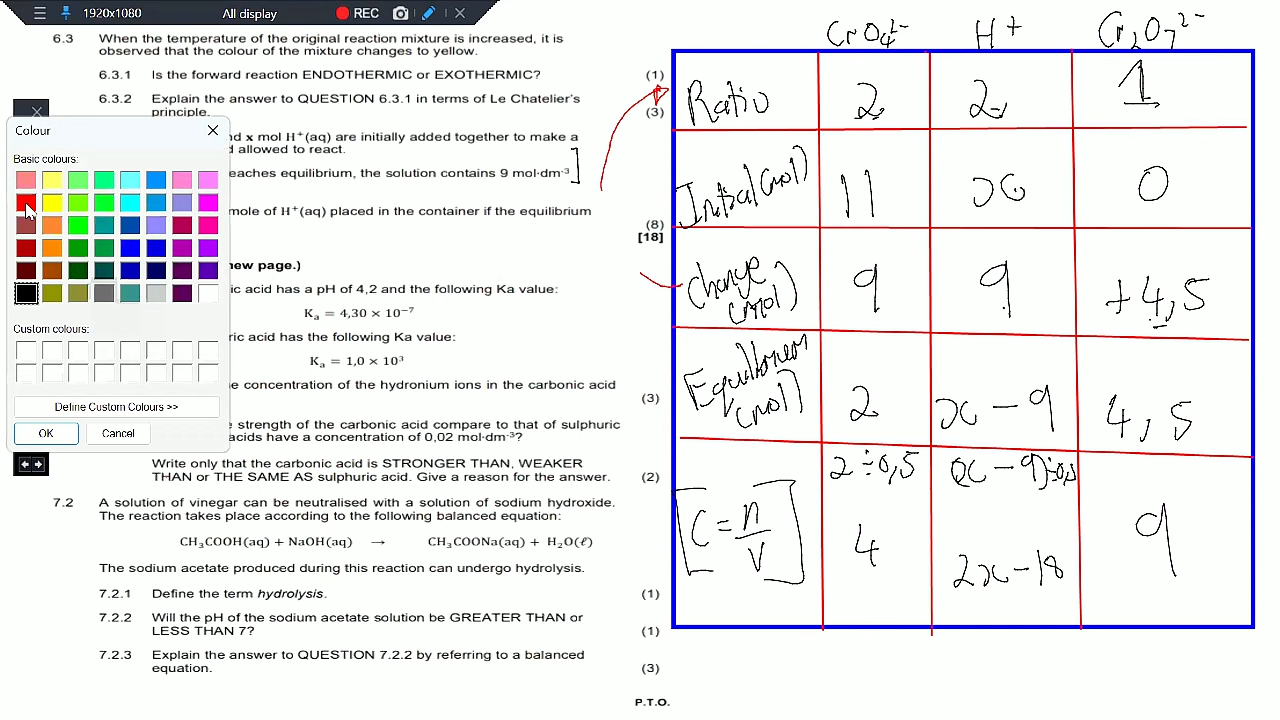 1920x1080 All display REC
6.3 When the temperature of the original reaction mixture is increased, it is
observed that the colour of the mixture changes to yellow.
6.3.1 Is the forward reaction ENDOTHERMIC or EXOTHERMIC? (1)
6.3.2 Explain the answer to QUESTION 6.3.1 in terms of Le Chatelier's
principle. (3)
nd x mol H⁺(aq) are initially added together to make a
d allowed to react.
eaches equilibrium, the solution contains 9 mol·dm⁻³
mole of H⁺(aq) placed in the container if the equilibrium
(8)
[18]
new page.)
ic acid has a pH of 4,2 and the following Ka value:
Kₐ = 4,30 × 10⁻⁷
ric acid has the following Ka value:
Kₐ = 1,0 × 10³
e concentration of the hydronium ions in the carbonic acid
(3)
e strength of the carbonic acid compare to that of sulphuric
acids have a concentration of 0,02 mol·dm⁻³?
Write only that the carbonic acid is STRONGER THAN, WEAKER
THAN or THE SAME AS sulphuric acid. Give a reason for the answer. (2)
7.2 A solution of vinegar can be neutralised with a solution of sodium hydroxide.
The reaction takes place according to the following balanced equation:
CH₃COOH(aq) + NaOH(aq) → CH₃COONa(aq) + H₂O(ℓ)
The sodium acetate produced during this reaction can undergo hydrolysis.
7.2.1 Define the term hydrolysis. (1)
7.2.2 Will the pH of the sodium acetate solution be GREATER THAN or
LESS THAN 7? (1)
7.2.3 Explain the answer to QUESTION 7.2.2 by referring to a balanced
equation. (3)
P.T.O.
Colour
Basic colours:
Custom colours:
Define Custom Colours >>
OK Cancel
CrO₄²⁻ H⁺ Cr₂O₇²⁻
Ratio 2 2 1
Initial (mol) 11 x 0
Change (mol) 9 9 +4,5
Equilibrium (mol) 2 x − 9 4,5
2 ÷ 0,5 (x − 9) ÷ 0,5
C = n/V 4 2x − 18 9